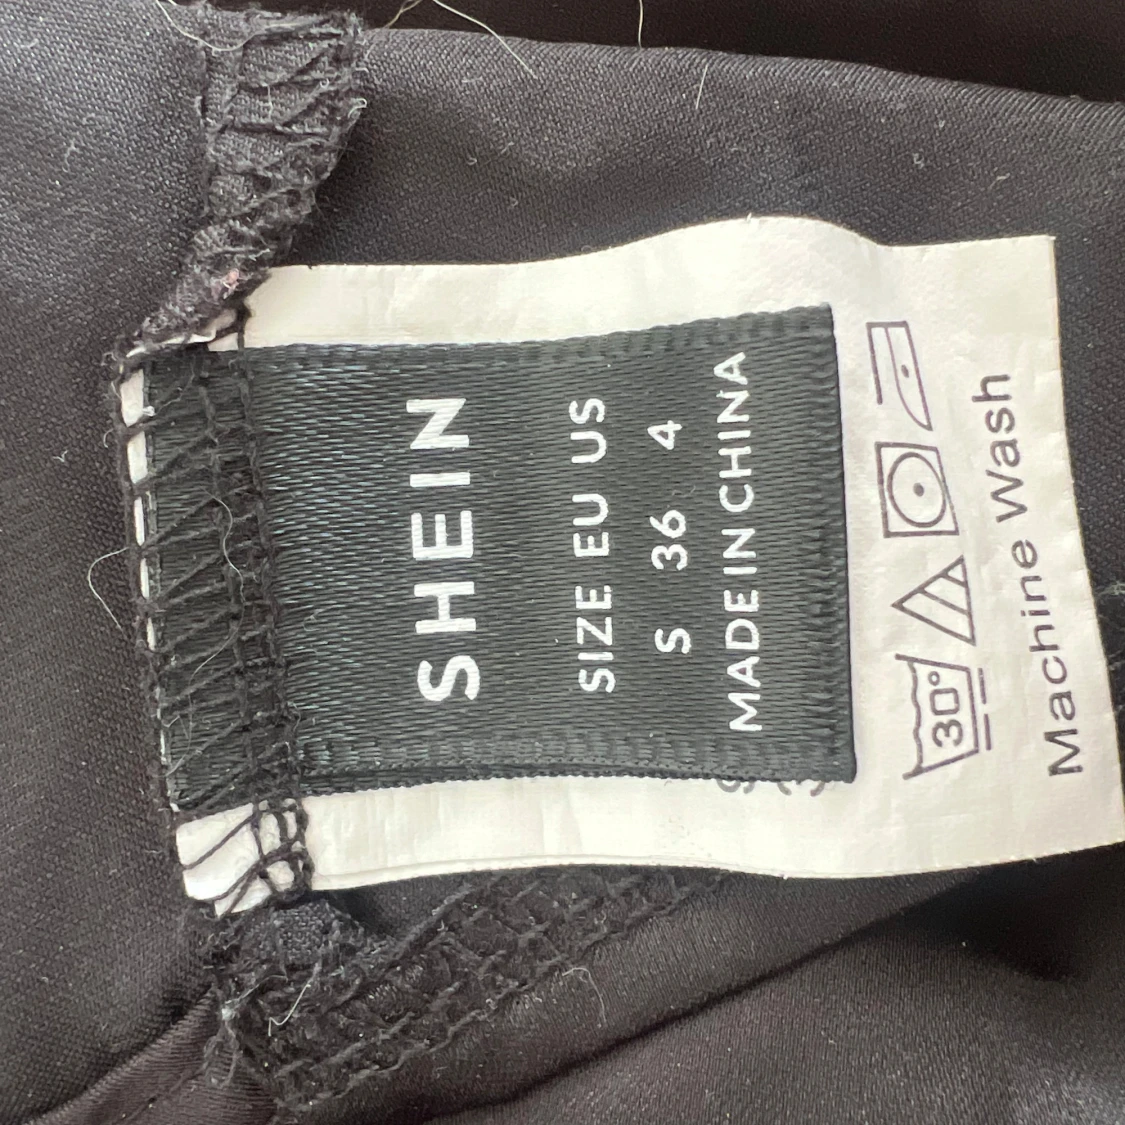 SHEIN
SIZE EU US
S 36 4
MADE IN CHINA
30°
Machine Wash